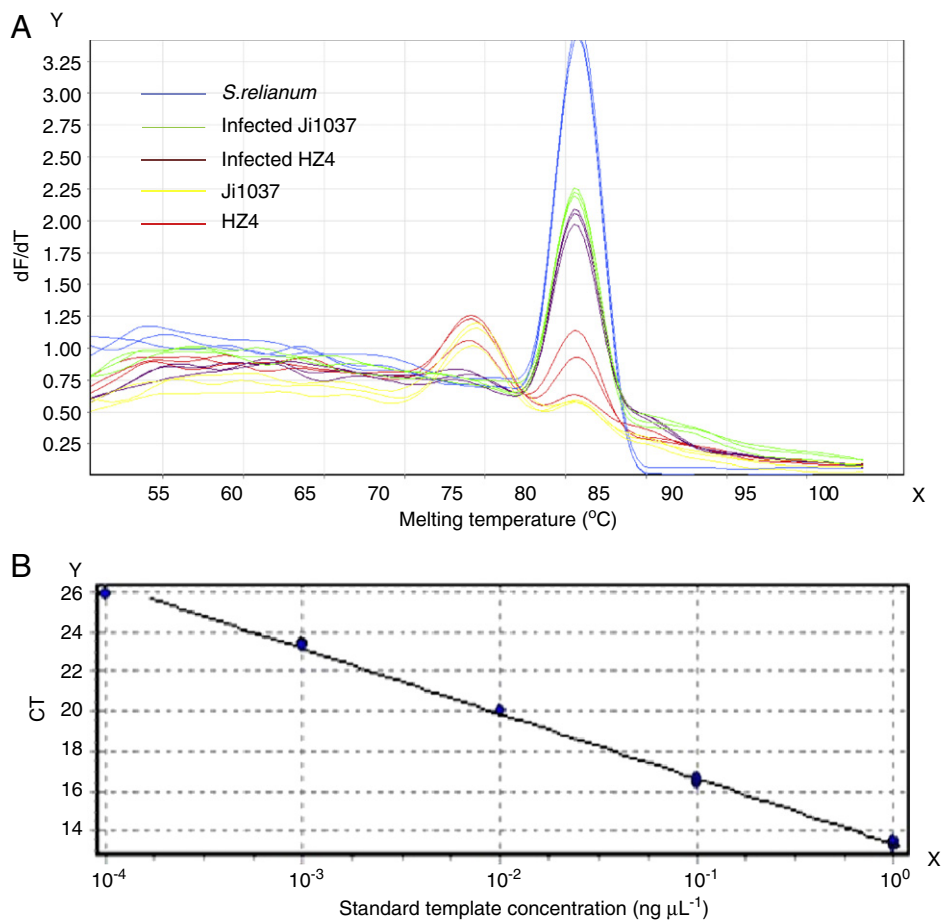 A
Y
3.25
3.00
2.75
2.50
2.25
2.00
1.75
1.50
1.25
1.00
0.75
0.50
0.25
dF/dT
S.relianum
Infected Ji1037
Infected HZ4
Ji1037
HZ4
55 60 65 70 75 80 85 90 95 100 X
Melting temperature (°C)
B
Y
26
24
22
20
18
16
14
CT
10⁻⁴ 10⁻³ 10⁻² 10⁻¹ 10⁰ X
Standard template concentration (ng µL⁻¹)